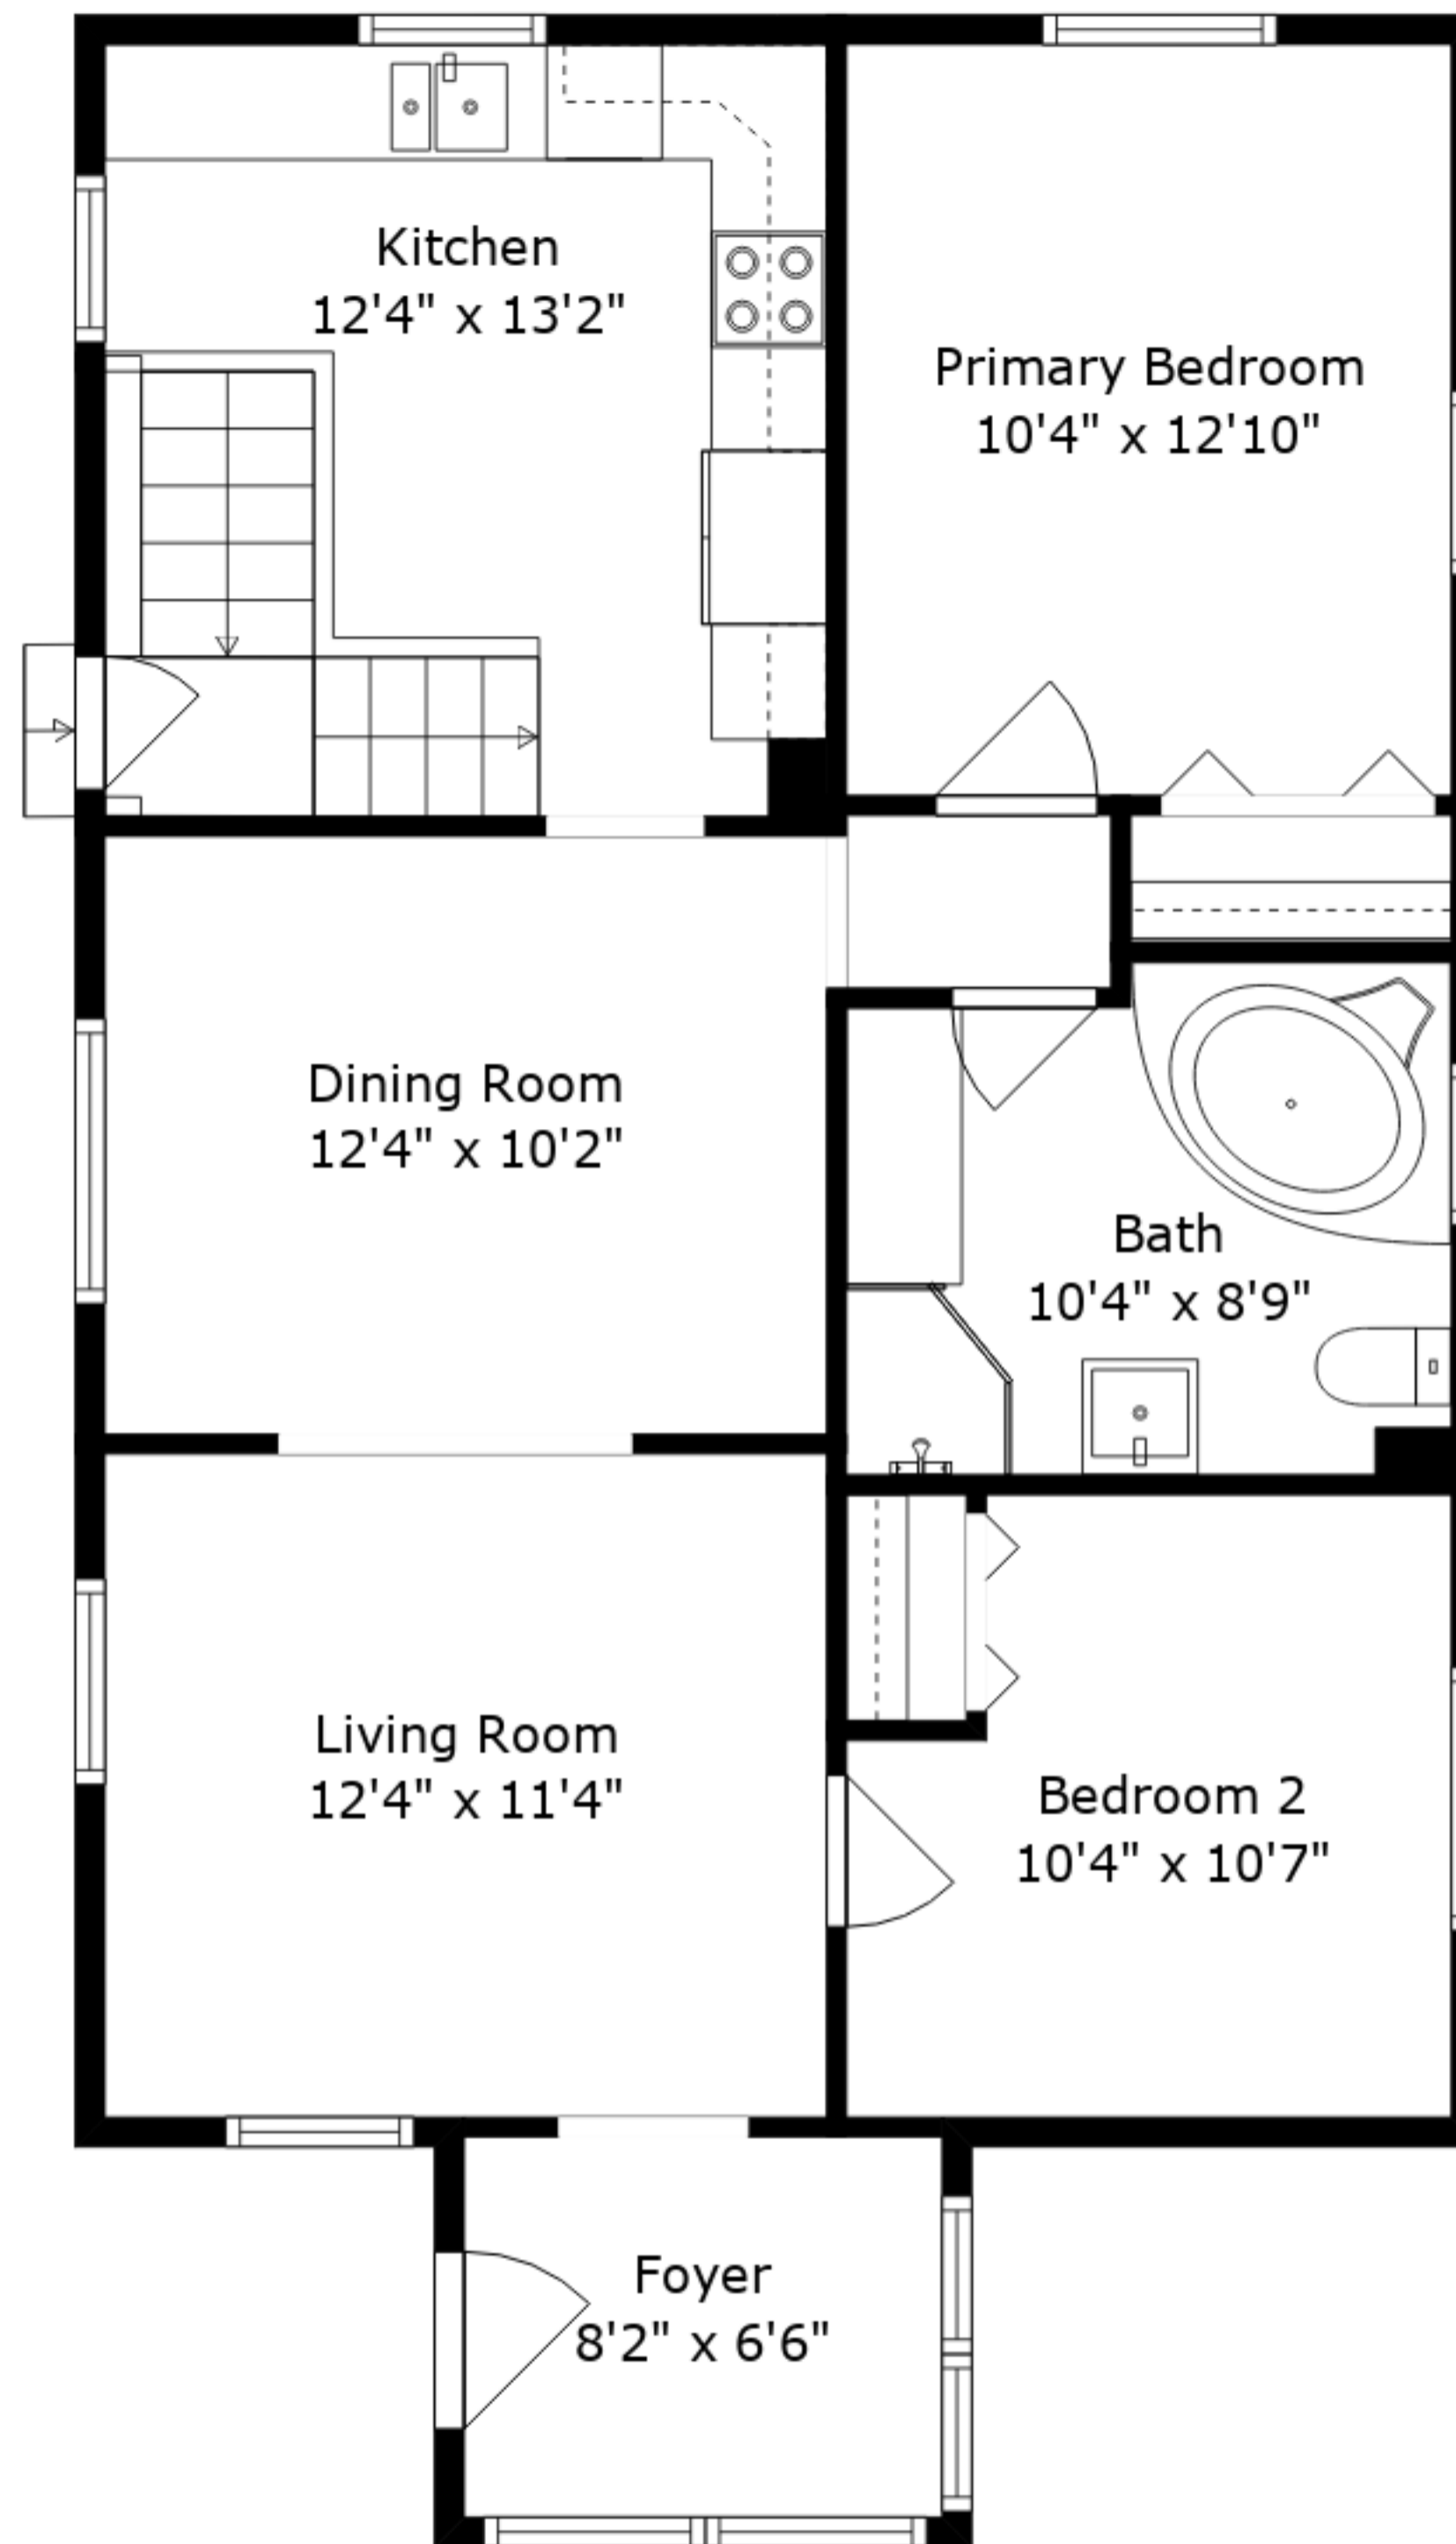 Kitchen
12'4" x 13'2"
Primary Bedroom
10'4" x 12'10"
Dining Room
12'4" x 10'2"
Bath
10'4" x 8'9"
Living Room
12'4" x 11'4"
Bedroom 2
10'4" x 10'7"
Foyer
8'2" x 6'6"